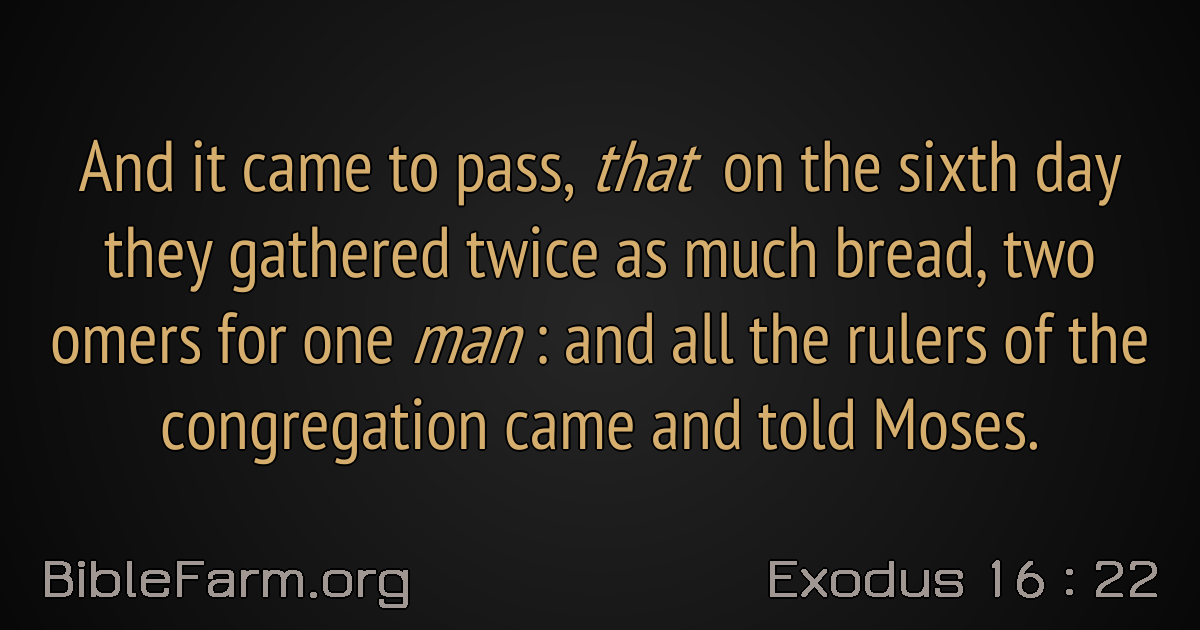 And it came to pass, that on the sixth day
they gathered twice as much bread, two
omers for one man : and all the rulers of the
congregation came and told Moses.
BibleFarm.org
Exodus 16 : 22